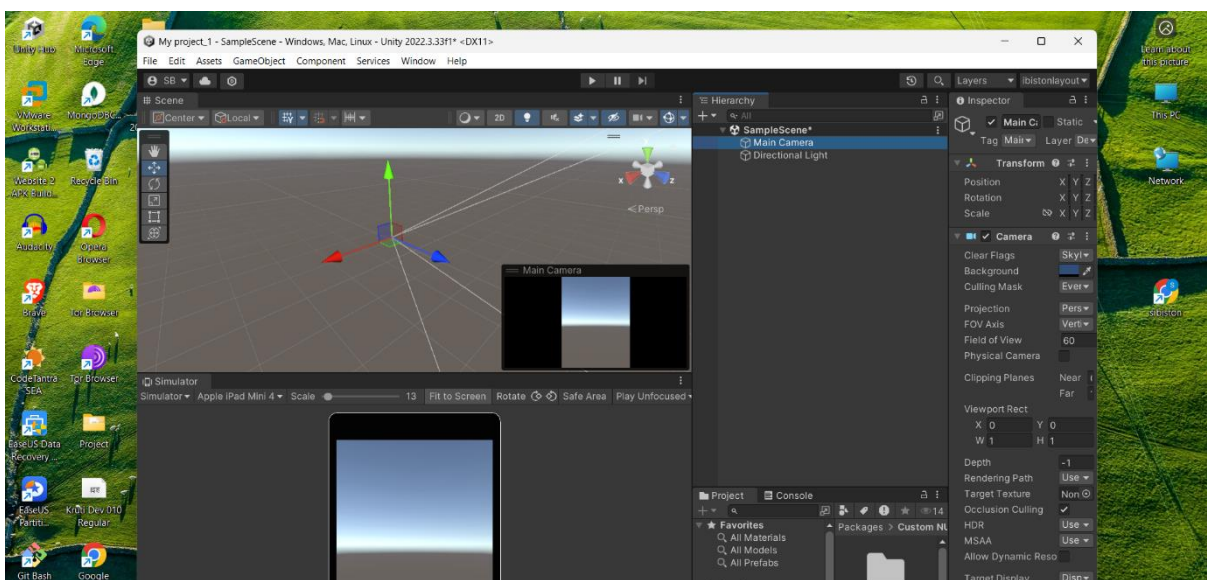 Unity Hub
Microsoft Edge
VMware Workstati...
MongoDBC...
Website 2 APK Build...
Recycle Bin
Audacity
Opera Browser
Brave
Tor Browser
CodeTantra SEA
Tor Browser
EaseUS Data Recovery ...
Project
EaseUS Partiti...
Kruti Dev 010 Regular
Git Bash
Google
My project_1 - SampleScene - Windows, Mac, Linux - Unity 2022.3.33f1* <DX11>
File Edit Assets GameObject Component Services Window Help
SB
Layers
ibistonlayout
Scene
Center Local 2D
x z
Persp
Main Camera
Simulator
Simulator Apple iPad Mini 4 Scale 13 Fit to Screen Rotate Safe Area Play Unfocused
Hierarchy
All
SampleScene*
Main Camera
Directional Light
Project Console
14
Favorites
All Materials
All Models
All Prefabs
Packages > Custom NU
Inspector
Main Ca Static
Tag Main Layer De
Transform
Position X Y Z
Rotation X Y Z
Scale X Y Z
Camera
Clear Flags Sky
Background
Culling Mask Ever
Projection Pers
FOV Axis Verti
Field of View 60
Physical Camera
Clipping Planes Near
Far
Viewport Rect
X 0 Y 0
W 1 H 1
Depth -1
Rendering Path Use
Target Texture Non
Occlusion Culling
HDR Use
MSAA Use
Allow Dynamic Reso
Target Display Disp
Learn about this picture
This PC
Network
sibiston